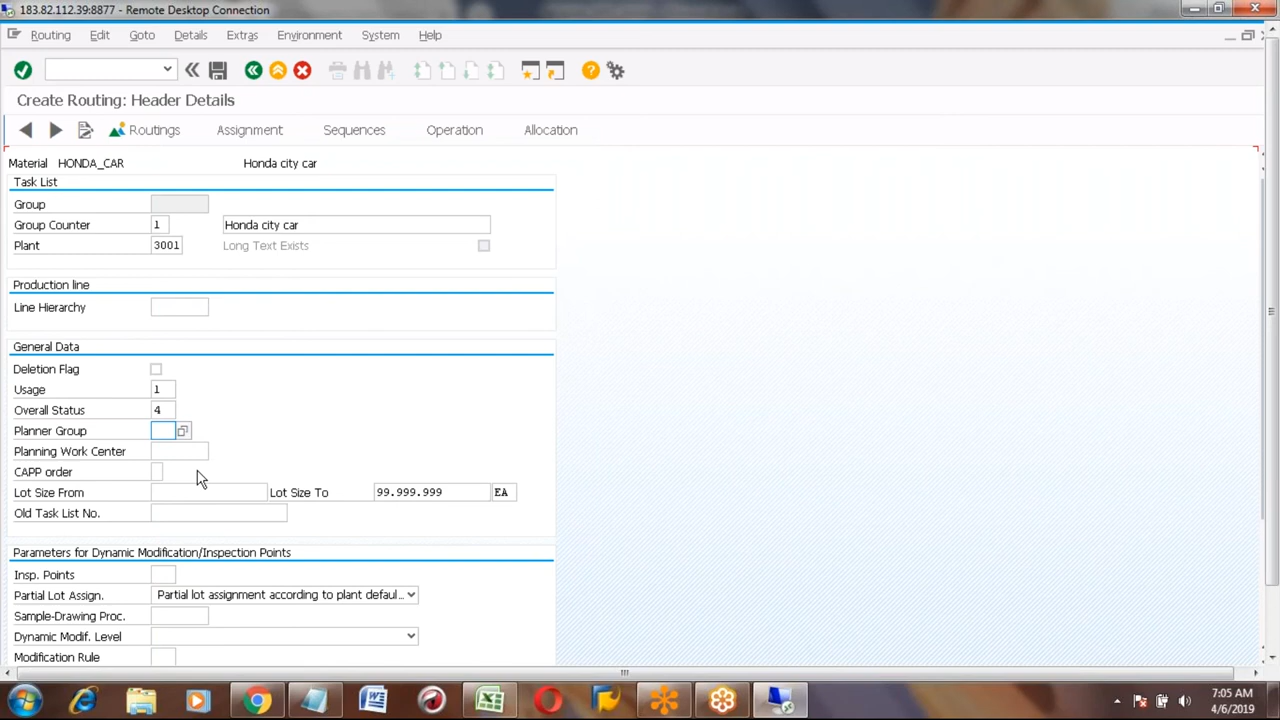 183.82.112.39:8877 - Remote Desktop Connection
Routing Edit Goto Details Extras Environment System Help
Create Routing: Header Details
Routings Assignment Sequences Operation Allocation
Material HONDA_CAR Honda city car
Task List
Group
Group Counter 1 Honda city car
Plant 3001 Long Text Exists
Production line
Line Hierarchy
General Data
Deletion Flag
Usage 1
Overall Status 4
Planner Group
Planning Work Center
CAPP order
Lot Size From Lot Size To 99.999.999 EA
Old Task List No.
Parameters for Dynamic Modification/Inspection Points
Insp. Points
Partial Lot Assign. Partial lot assignment according to plant defaul...
Sample-Drawing Proc.
Dynamic Modif. Level
Modification Rule
7:05 AM
4/6/2019